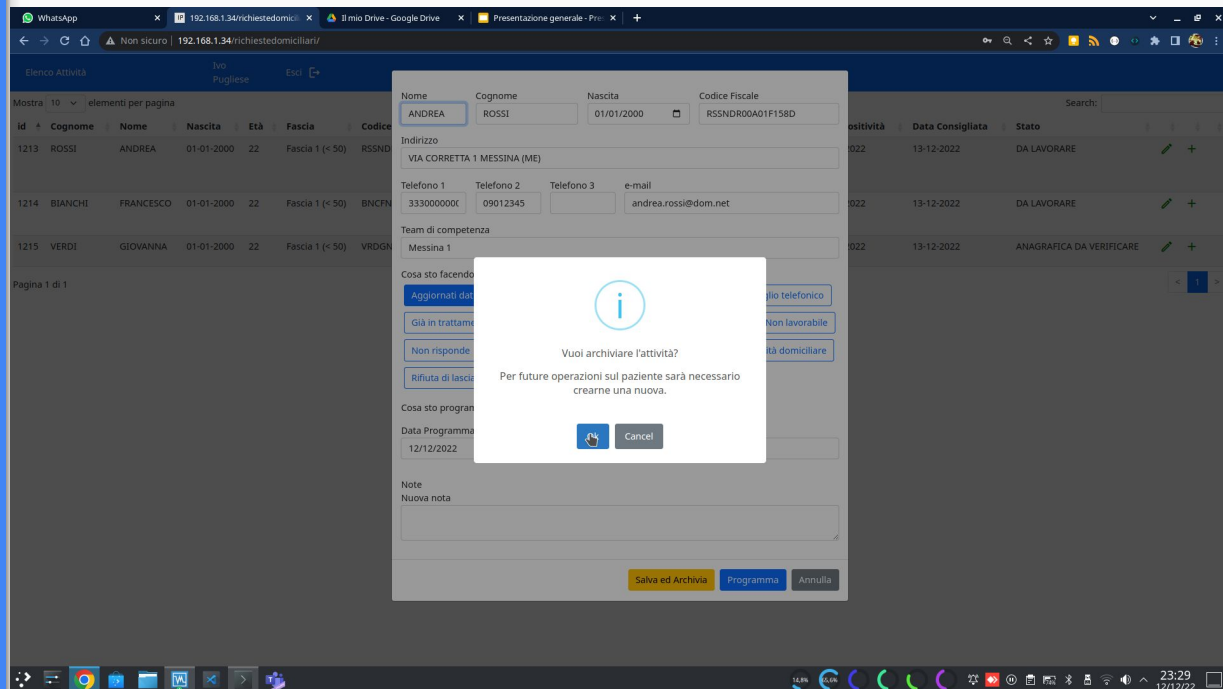 WhatsApp
192.168.1.34/richiestedomicili
Il mio Drive - Google Drive
Presentazione generale - Pres
Non sicuro | 192.168.1.34/richiestedomiciliari/
Elenco Attività
Ivo Pugliese
Esci
Mostra 10 elementi per pagina
Search:
id Cognome Nome Nascita Età Fascia Codice
ositività Data Consigliata Stato
1213 ROSSI ANDREA 01-01-2000 22 Fascia 1 (< 50) RSSND
2022 13-12-2022 DA LAVORARE
1214 BIANCHI FRANCESCO 01-01-2000 22 Fascia 1 (< 50) BNCFN
2022 13-12-2022 DA LAVORARE
1215 VERDI GIOVANNA 01-01-2000 22 Fascia 1 (< 50) VRDGN
2022 13-12-2022 ANAGRAFICA DA VERIFICARE
Pagina 1 di 1
< 1 >
Nome Cognome Nascita Codice Fiscale
ANDREA ROSSI 01/01/2000 RSSNDR00A01F158D
Indirizzo
VIA CORRETTA 1 MESSINA (ME)
Telefono 1 Telefono 2 Telefono 3 e-mail
333000000 09012345 andrea.rossi@dom.net
Team di competenza
Messina 1
Cosa sto facendo
Aggiornati dat
glio telefonico
Già in trattame
Non lavorabile
Non risponde
ità domiciliare
Rifiuta di lascia
Cosa sto program
Data Programma
12/12/2022
i
Vuoi archiviare l'attività?
Per future operazioni sul paziente sarà necessario
crearne una nuova.
Ok Cancel
Note
Nuova nota
Salva ed Archivia Programma Annulla
14,8%
23:29
12/12/22